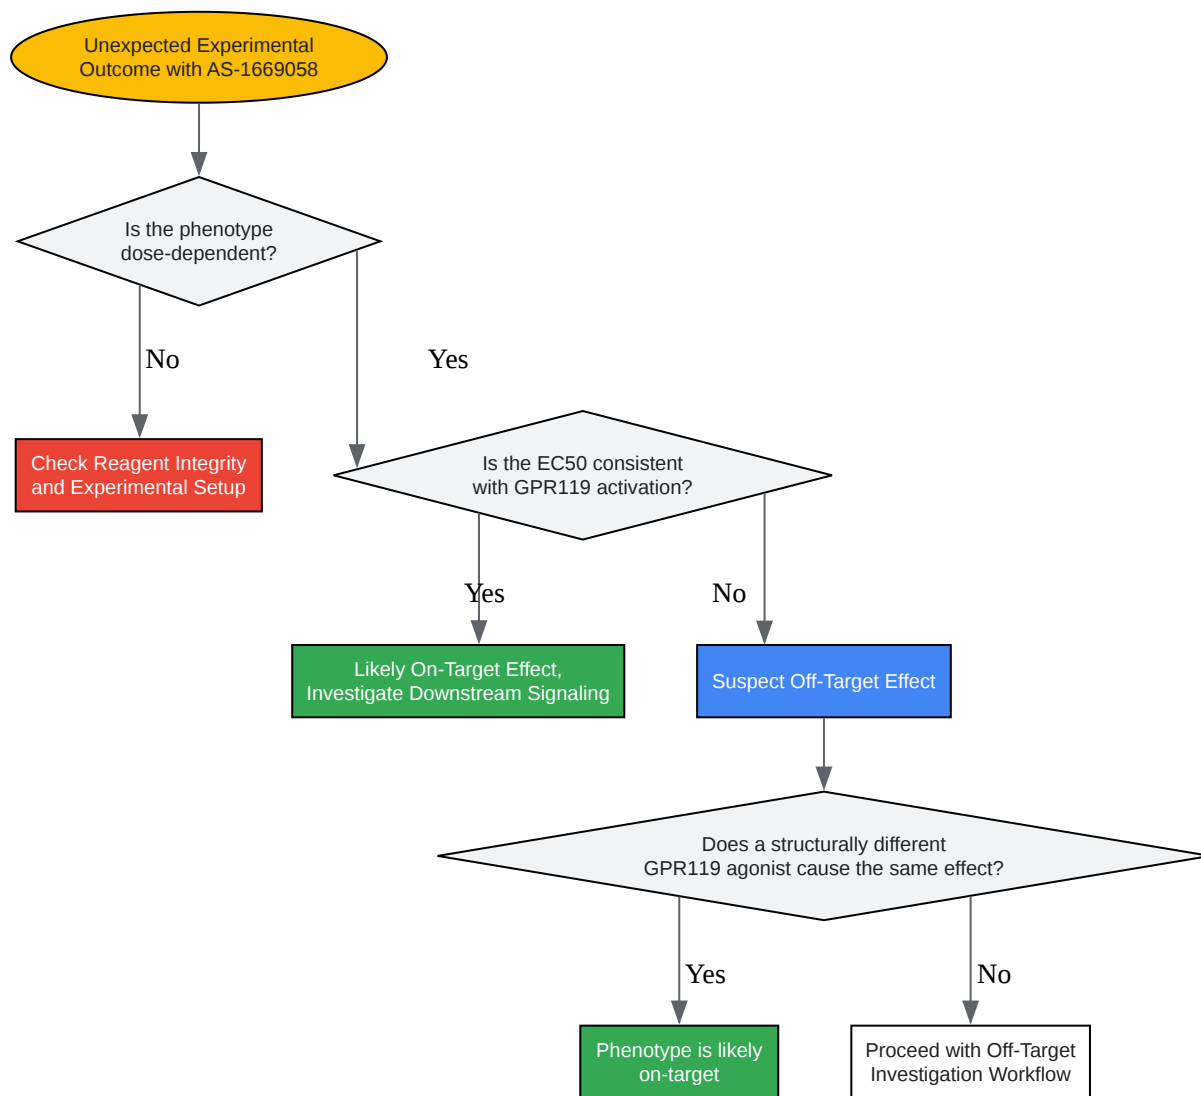 Unexpected Experimental
Outcome with AS-1669058
Is the phenotype
dose-dependent?
No
Yes
Check Reagent Integrity
and Experimental Setup
Is the EC50 consistent
with GPR119 activation?
Yes
No
Likely On-Target Effect,
Investigate Downstream Signaling
Suspect Off-Target Effect
Does a structurally different
GPR119 agonist cause the same effect?
Yes
No
Phenotype is likely
on-target
Proceed with Off-Target
Investigation Workflow